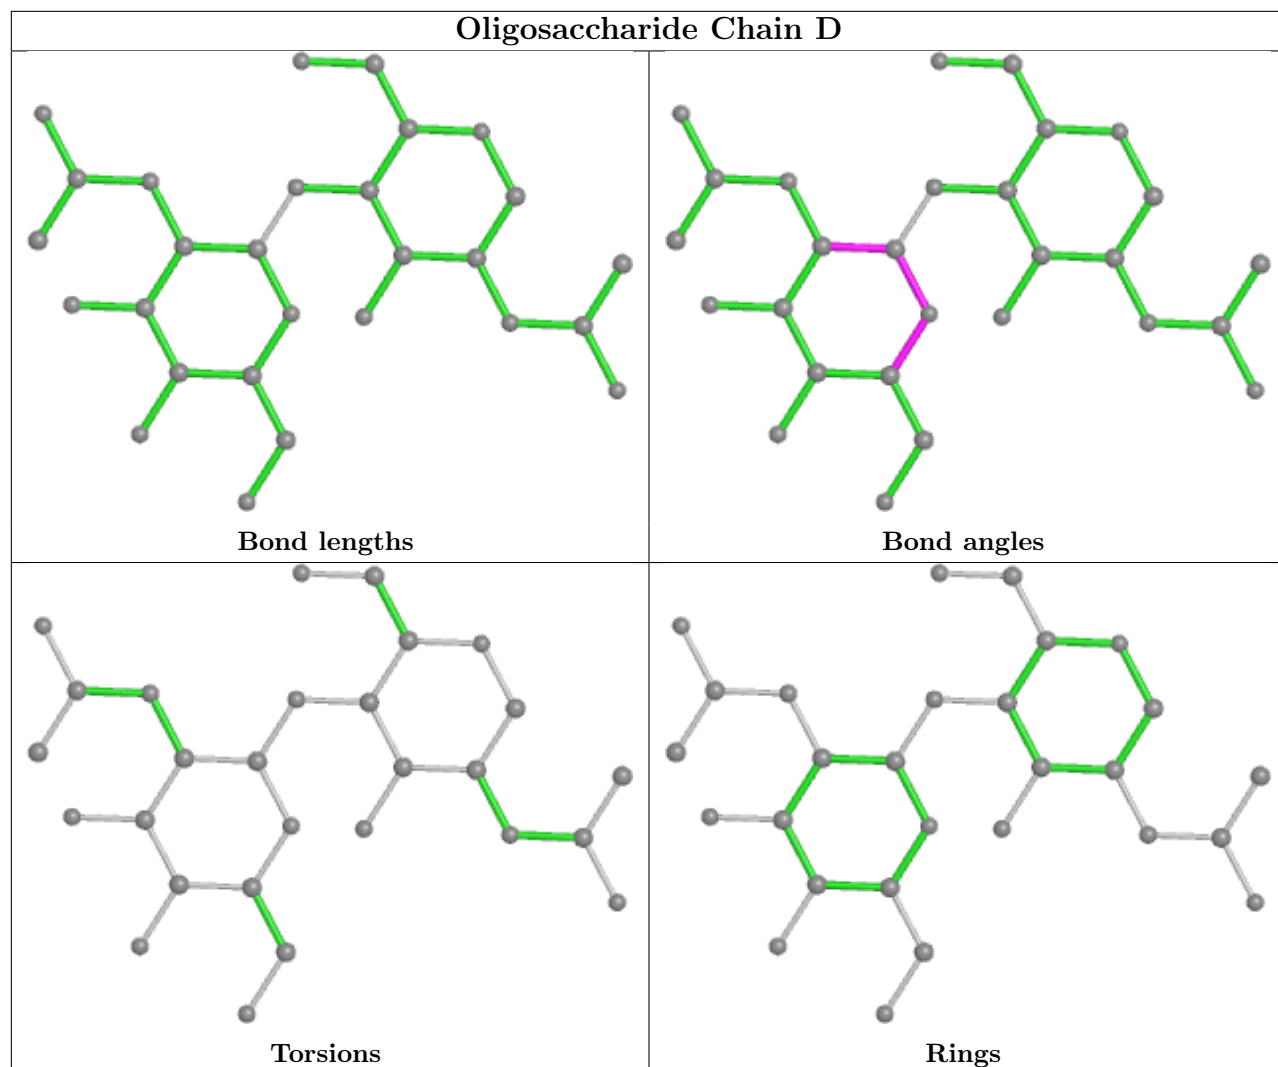 Oligosaccharide Chain D
Bond lengths
Bond angles
Torsions
Rings